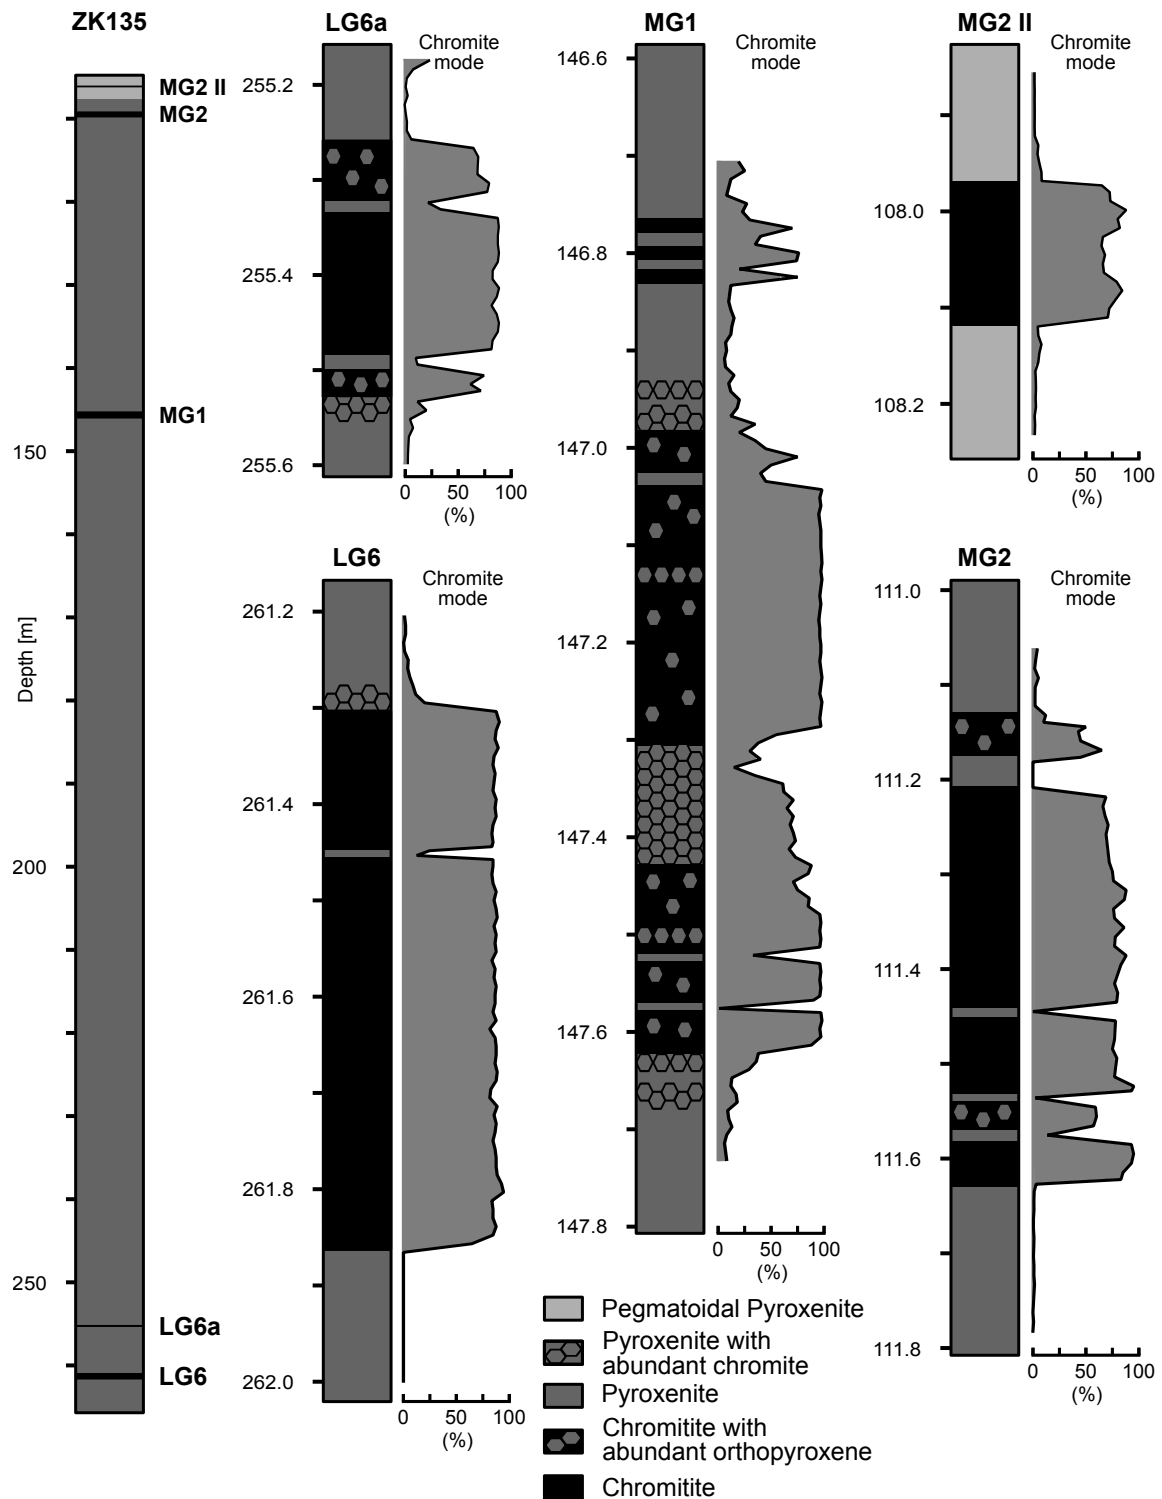 ZK135
MG2 II
MG2
MG1
150
Depth [m]
200
250
LG6a
LG6
LG6a
Chromite
mode
255.2
255.4
255.6
0 50 100
(%)
LG6
Chromite
mode
261.2
261.4
261.6
261.8
262.0
0 50 100
(%)
MG1
Chromite
mode
146.6
146.8
147.0
147.2
147.4
147.6
147.8
0 50 100
(%)
MG2 II
Chromite
mode
108.0
108.2
0 50 100
(%)
MG2
Chromite
mode
111.0
111.2
111.4
111.6
111.8
0 50 100
(%)
Pegmatoidal Pyroxenite
Pyroxenite with
abundant chromite
Pyroxenite
Chromitite with
abundant orthopyroxene
Chromitite